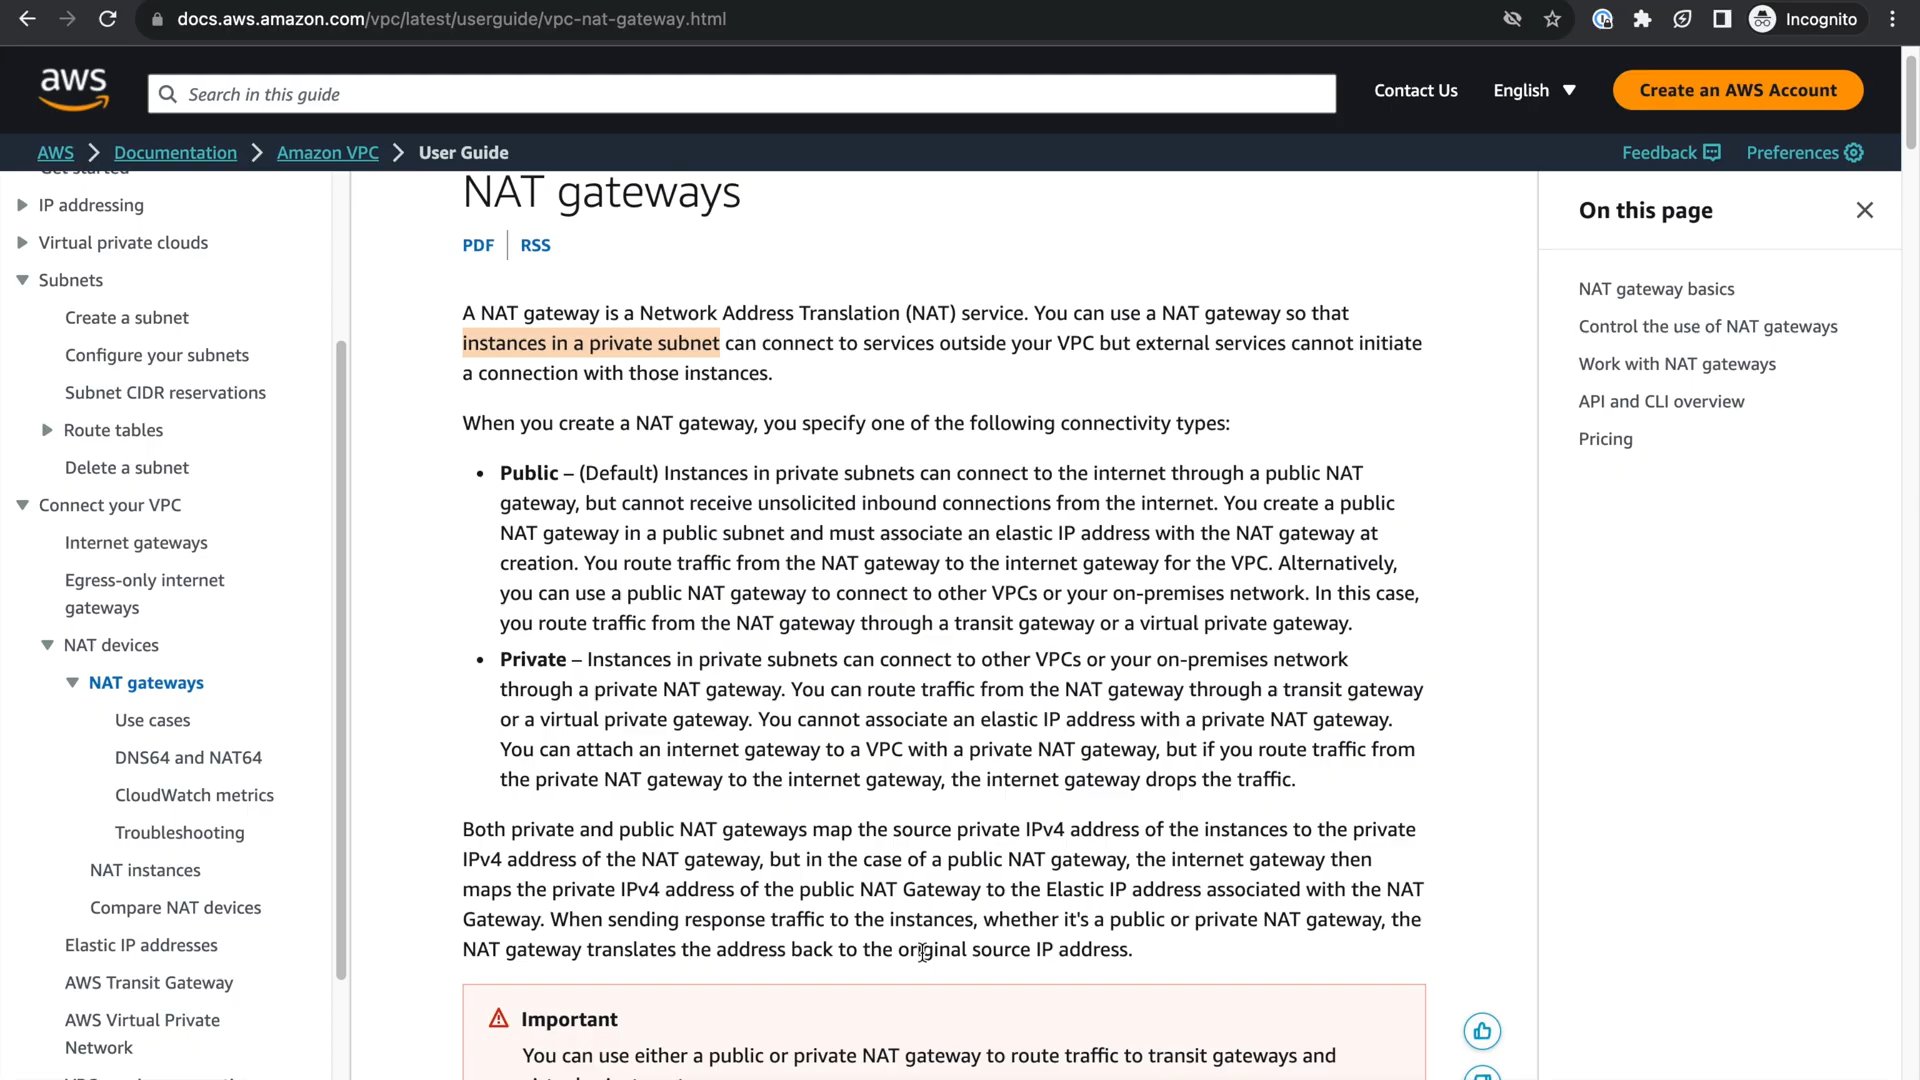 docs.aws.amazon.com/vpc/latest/userguide/vpc-nat-gateway.html
Incognito
aws
Search in this guide
Contact Us
English
Create an AWS Account
AWS
Documentation
Amazon VPC
User Guide
Feedback
Preferences
Get started
IP addressing
Virtual private clouds
Subnets
Create a subnet
Configure your subnets
Subnet CIDR reservations
Route tables
Delete a subnet
Connect your VPC
Internet gateways
Egress-only internet
gateways
NAT devices
NAT gateways
Use cases
DNS64 and NAT64
CloudWatch metrics
Troubleshooting
NAT instances
Compare NAT devices
Elastic IP addresses
AWS Transit Gateway
AWS Virtual Private
Network
NAT gateways
PDF
RSS
A NAT gateway is a Network Address Translation (NAT) service. You can use a NAT gateway so that
instances in a private subnet can connect to services outside your VPC but external services cannot initiate
a connection with those instances.
When you create a NAT gateway, you specify one of the following connectivity types:
• Public – (Default) Instances in private subnets can connect to the internet through a public NAT
gateway, but cannot receive unsolicited inbound connections from the internet. You create a public
NAT gateway in a public subnet and must associate an elastic IP address with the NAT gateway at
creation. You route traffic from the NAT gateway to the internet gateway for the VPC. Alternatively,
you can use a public NAT gateway to connect to other VPCs or your on-premises network. In this case,
you route traffic from the NAT gateway through a transit gateway or a virtual private gateway.
• Private – Instances in private subnets can connect to other VPCs or your on-premises network
through a private NAT gateway. You can route traffic from the NAT gateway through a transit gateway
or a virtual private gateway. You cannot associate an elastic IP address with a private NAT gateway.
You can attach an internet gateway to a VPC with a private NAT gateway, but if you route traffic from
the private NAT gateway to the internet gateway, the internet gateway drops the traffic.
Both private and public NAT gateways map the source private IPv4 address of the instances to the private
IPv4 address of the NAT gateway, but in the case of a public NAT gateway, the internet gateway then
maps the private IPv4 address of the public NAT Gateway to the Elastic IP address associated with the NAT
Gateway. When sending response traffic to the instances, whether it's a public or private NAT gateway, the
NAT gateway translates the address back to the original source IP address.
Important
You can use either a public or private NAT gateway to route traffic to transit gateways and
On this page
NAT gateway basics
Control the use of NAT gateways
Work with NAT gateways
API and CLI overview
Pricing